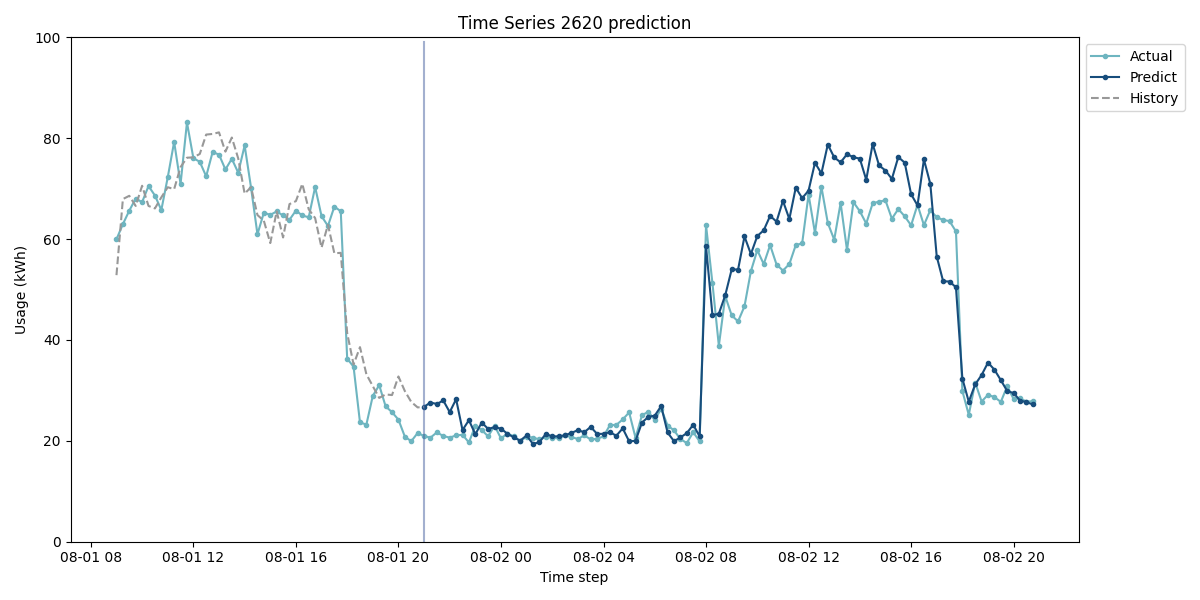 Time Series 2620 prediction
Usage (kWh)
100
80
60
40
20
0
08-01 08
08-01 12
08-01 16
08-01 20
08-02 00
08-02 04
08-02 08
08-02 12
08-02 16
08-02 20
Time step
Actual
Predict
History